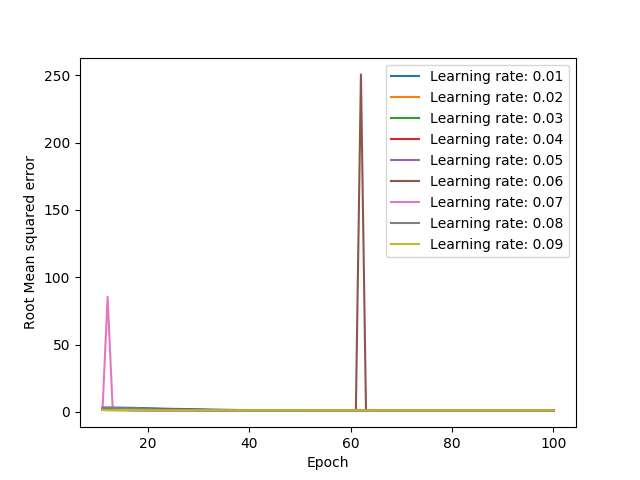 250
200
150
100
50
0
Root Mean squared error
Learning rate: 0.01
Learning rate: 0.02
Learning rate: 0.03
Learning rate: 0.04
Learning rate: 0.05
Learning rate: 0.06
Learning rate: 0.07
Learning rate: 0.08
Learning rate: 0.09
20 40 60 80 100
Epoch